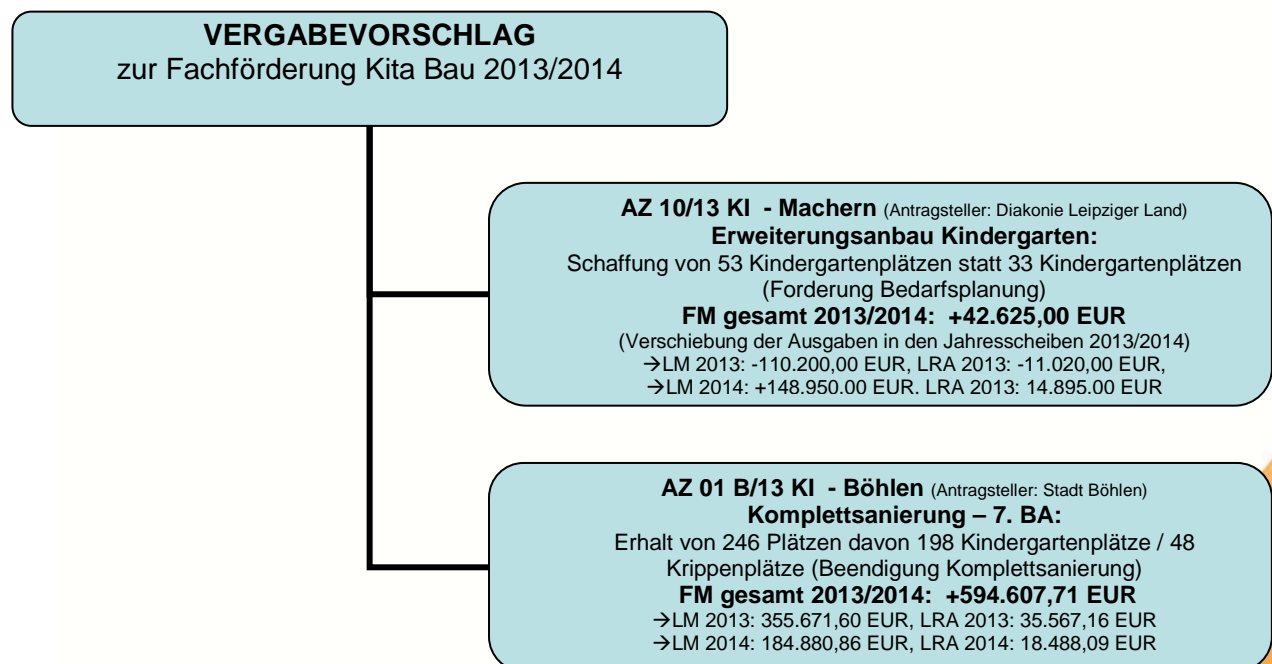 VERGABEVORSCHLAG
zur Fachförderung Kita Bau 2013/2014
AZ 10/13 KI - Machern (Antragsteller: Diakonie Leipziger Land)
Erweiterungsanbau Kindergarten:
Schaffung von 53 Kindergartenplätzen statt 33 Kindergartenplätzen
(Forderung Bedarfsplanung)
FM gesamt 2013/2014: +42.625,00 EUR
(Verschiebung der Ausgaben in den Jahresscheiben 2013/2014)
→LM 2013: -110.200,00 EUR, LRA 2013: -11.020,00 EUR,
→LM 2014: +148.950.00 EUR. LRA 2013: 14.895.00 EUR
AZ 01 B/13 KI - Böhlen (Antragsteller: Stadt Böhlen)
Komplettsanierung – 7. BA:
Erhalt von 246 Plätzen davon 198 Kindergartenplätze / 48
Krippenplätze (Beendigung Komplettsanierung)
FM gesamt 2013/2014: +594.607,71 EUR
→LM 2013: 355.671,60 EUR, LRA 2013: 35.567,16 EUR
→LM 2014: 184.880,86 EUR, LRA 2014: 18.488,09 EUR